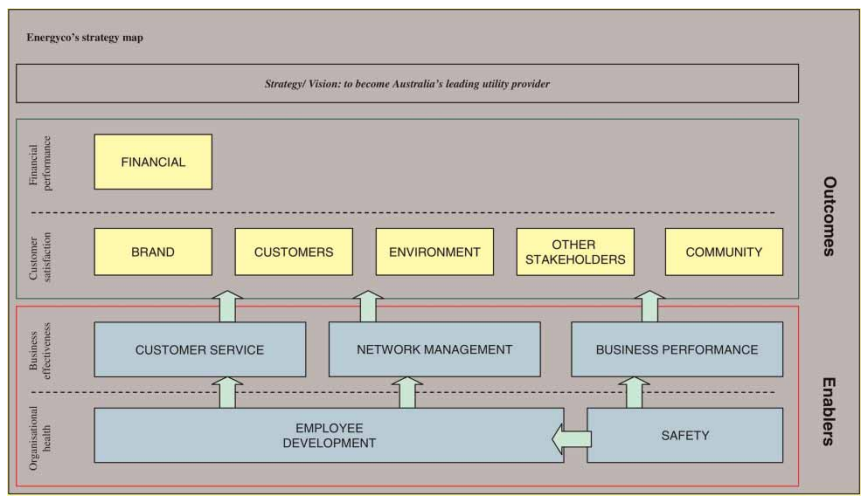 Energyco's strategy map
Strategy/ Vision: to become Australia's leading utility provider
Financial
performance
FINANCIAL
Customer
satisfaction
BRAND
CUSTOMERS
ENVIRONMENT
OTHER
STAKEHOLDERS
COMMUNITY
Outcomes
Business
effectiveness
CUSTOMER SERVICE
NETWORK MANAGEMENT
BUSINESS PERFORMANCE
Organisational
health
EMPLOYEE
DEVELOPMENT
SAFETY
Enablers